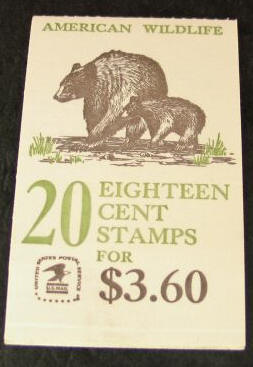 AMERICAN WILDLIFE
20 EIGHTEEN
CENT
STAMPS
FOR
$3.60
UNITED STATES POSTAL SERVICE
U.S. MAIL